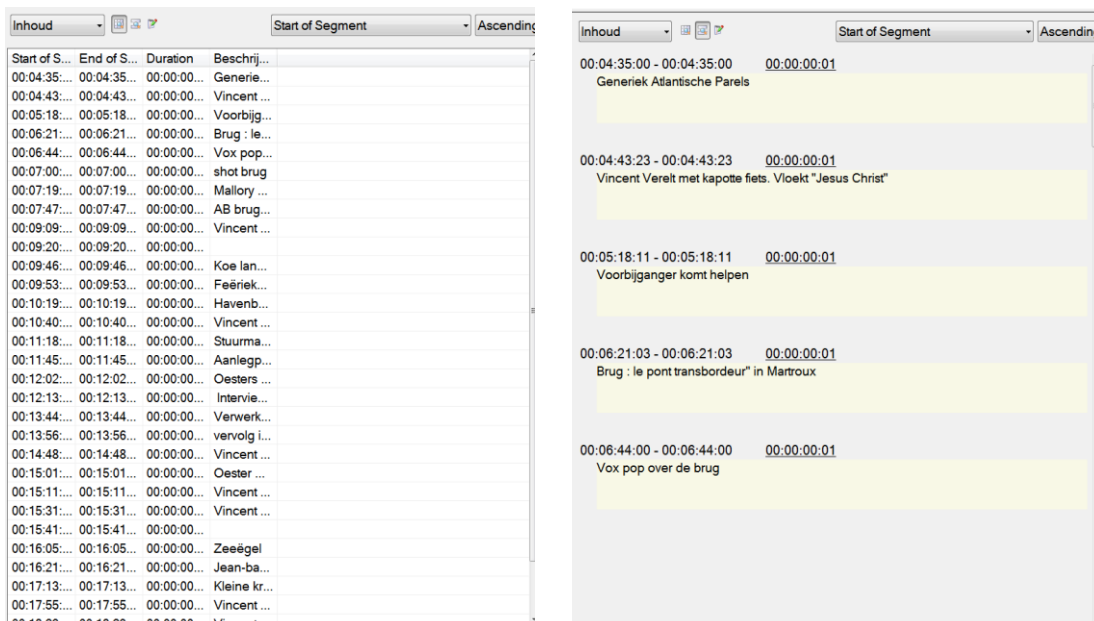 Inhoud
Start of Segment
Ascending
Start of S... End of S... Duration Beschrij...
00:04:35:... 00:04:35... 00:00:00... Generie...
00:04:43:... 00:04:43... 00:00:00... Vincent ...
00:05:18:... 00:05:18... 00:00:00... Voorbijg...
00:06:21:... 00:06:21... 00:00:00... Brug : le...
00:06:44:... 00:06:44... 00:00:00... Vox pop...
00:07:00:... 00:07:00... 00:00:00... shot brug
00:07:19:... 00:07:19... 00:00:00... Mallory ...
00:07:47:... 00:07:47... 00:00:00... AB brug...
00:09:09:... 00:09:09... 00:00:00... Vincent ...
00:09:20:... 00:09:20... 00:00:00...
00:09:46:... 00:09:46... 00:00:00... Koe lan...
00:09:53:... 00:09:53... 00:00:00... Feëriek...
00:10:19:... 00:10:19... 00:00:00... Havenb...
00:10:40:... 00:10:40... 00:00:00... Vincent ...
00:11:18:... 00:11:18... 00:00:00... Stuurma...
00:11:45:... 00:11:45... 00:00:00... Aanlegp...
00:12:02:... 00:12:02... 00:00:00... Oesters ...
00:12:13:... 00:12:13... 00:00:00... Intervie...
00:13:44:... 00:13:44... 00:00:00... Verwerk...
00:13:56:... 00:13:56... 00:00:00... vervolg i...
00:14:48:... 00:14:48... 00:00:00... Vincent ...
00:15:01:... 00:15:01... 00:00:00... Oester ...
00:15:11:... 00:15:11... 00:00:00... Vincent ...
00:15:31:... 00:15:31... 00:00:00... Vincent ...
00:15:41:... 00:15:41... 00:00:00...
00:16:05:... 00:16:05... 00:00:00... Zeeëgel
00:16:21:... 00:16:21... 00:00:00... Jean-ba...
00:17:13:... 00:17:13... 00:00:00... Kleine kr...
00:17:55:... 00:17:55... 00:00:00... Vincent ...
Inhoud
Start of Segment
Ascendin
00:04:35:00 - 00:04:35:00 00:00:00:01
Generiek Atlantische Parels
00:04:43:23 - 00:04:43:23 00:00:00:01
Vincent Verelt met kapotte fiets. Vloekt "Jesus Christ"
00:05:18:11 - 00:05:18:11 00:00:00:01
Voorbijganger komt helpen
00:06:21:03 - 00:06:21:03 00:00:00:01
Brug : le pont transbordeur" in Martroux
00:06:44:00 - 00:06:44:00 00:00:00:01
Vox pop over de brug